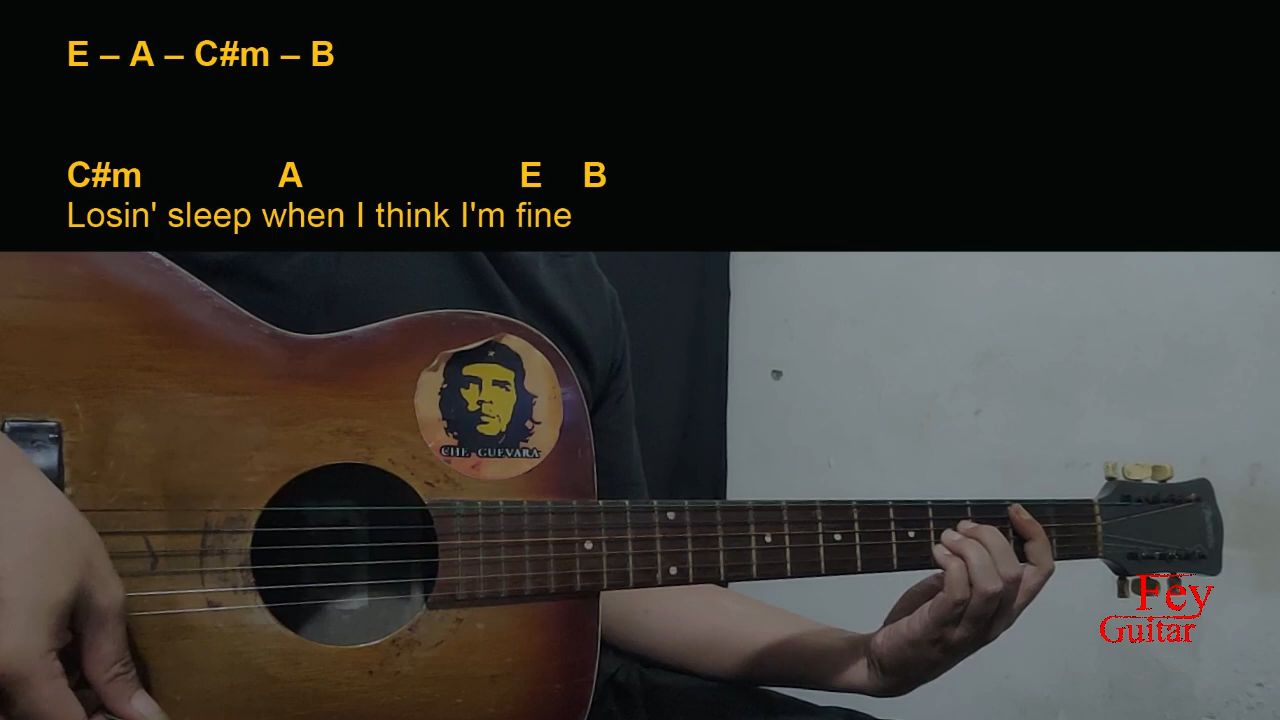 E – A – C#m – B
C#m A E B
Losin' sleep when I think I'm fine
CHE GUEVARA
Fey
Guitar